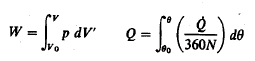 W = ∫_{V₀}^{V} p dV' Q = ∫_{θ₀}^{θ} (Q̇ / 360N) dθ